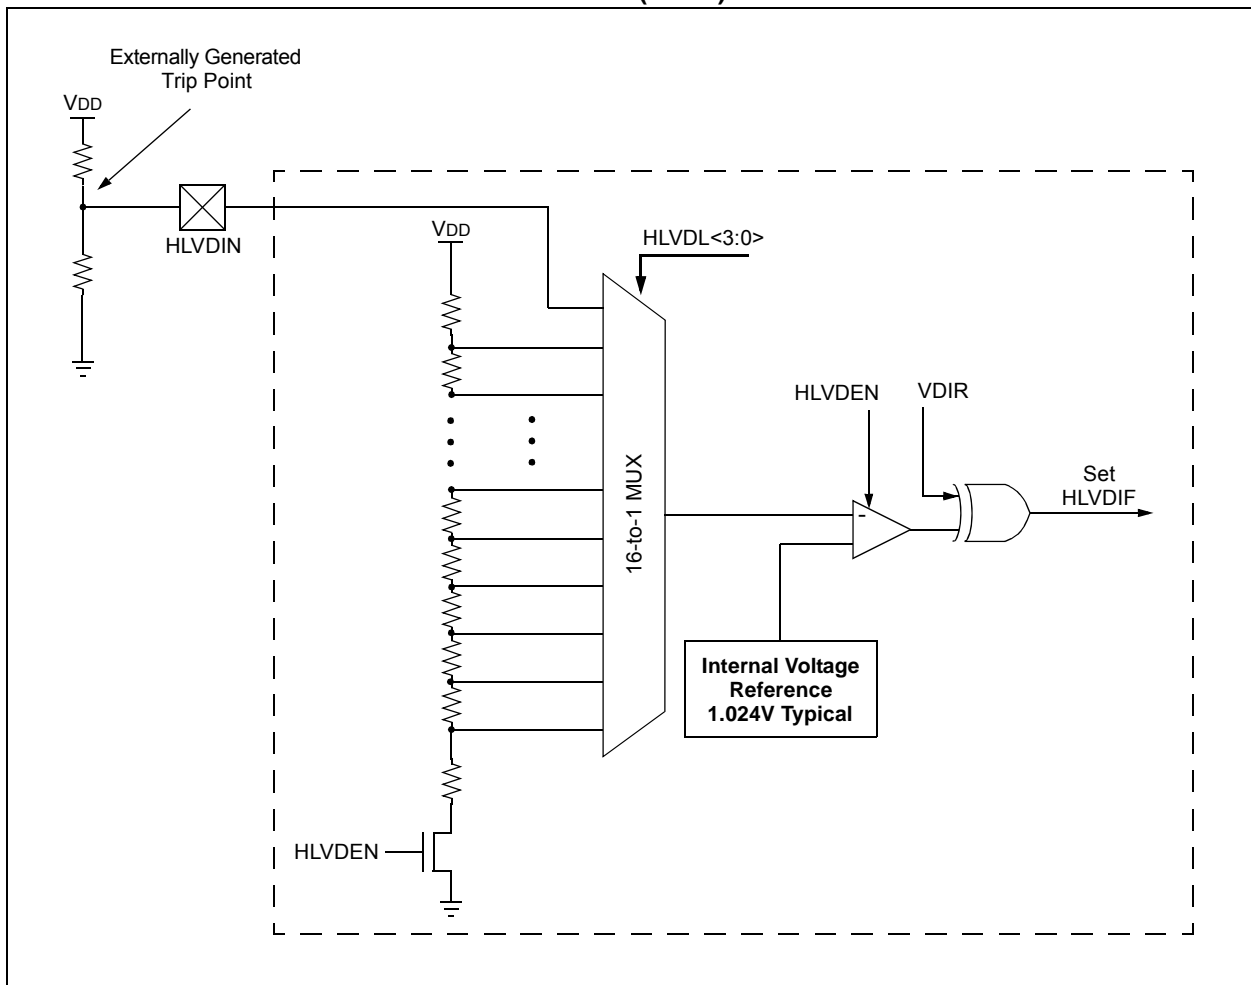 Externally Generated
Trip Point
VDD
HLVDIN
VDD
HLVDL<3:0>
16-to-1 MUX
HLVDEN
VDIR
-
Set
HLVDIF
Internal Voltage
Reference
1.024V Typical
HLVDEN